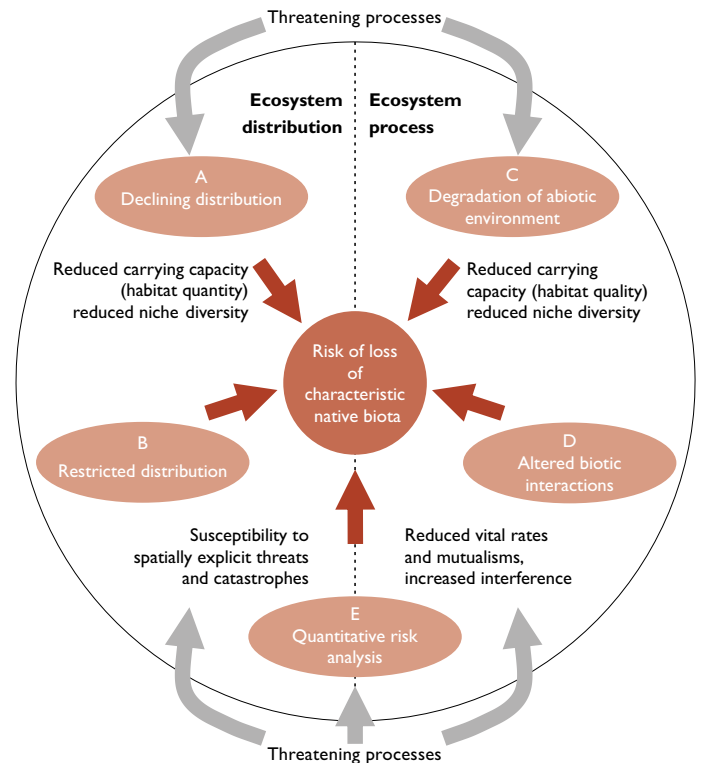 Threatening processes
Ecosystem
distribution
Ecosystem
process
A
Declining distribution
C
Degradation of abiotic
environment
Reduced carrying capacity
(habitat quantity)
reduced niche diversity
Reduced carrying
capacity (habitat quality)
reduced niche diversity
Risk of loss
of
characteristic
native biota
B
Restricted distribution
D
Altered biotic
interactions
Susceptibility to
spatially explicit threats
and catastrophes
Reduced vital rates
and mutualisms,
increased interference
E
Quantitative risk
analysis
Threatening processes